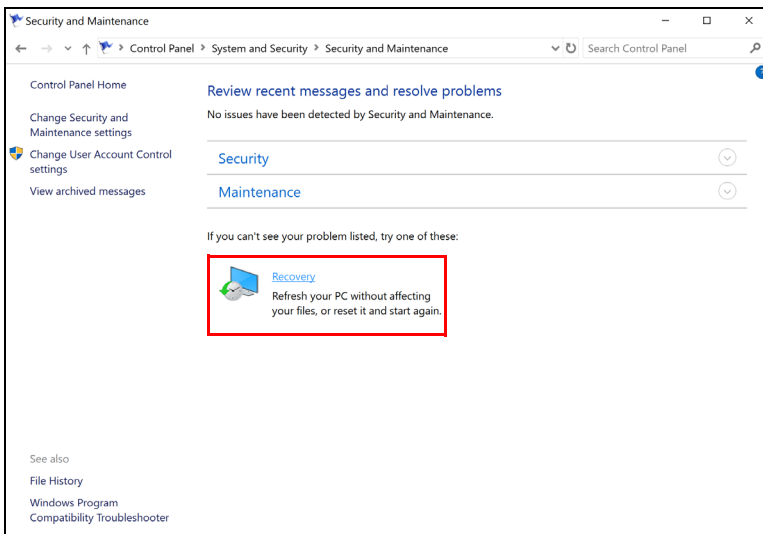 Security and Maintenance
Control Panel > System and Security > Security and Maintenance
Search Control Panel
Control Panel Home
Change Security and
Maintenance settings
Change User Account Control
settings
View archived messages
Review recent messages and resolve problems
No issues have been detected by Security and Maintenance.
Security
Maintenance
If you can't see your problem listed, try one of these:
Recovery
Refresh your PC without affecting
your files, or reset it and start again.
See also
File History
Windows Program
Compatibility Troubleshooter